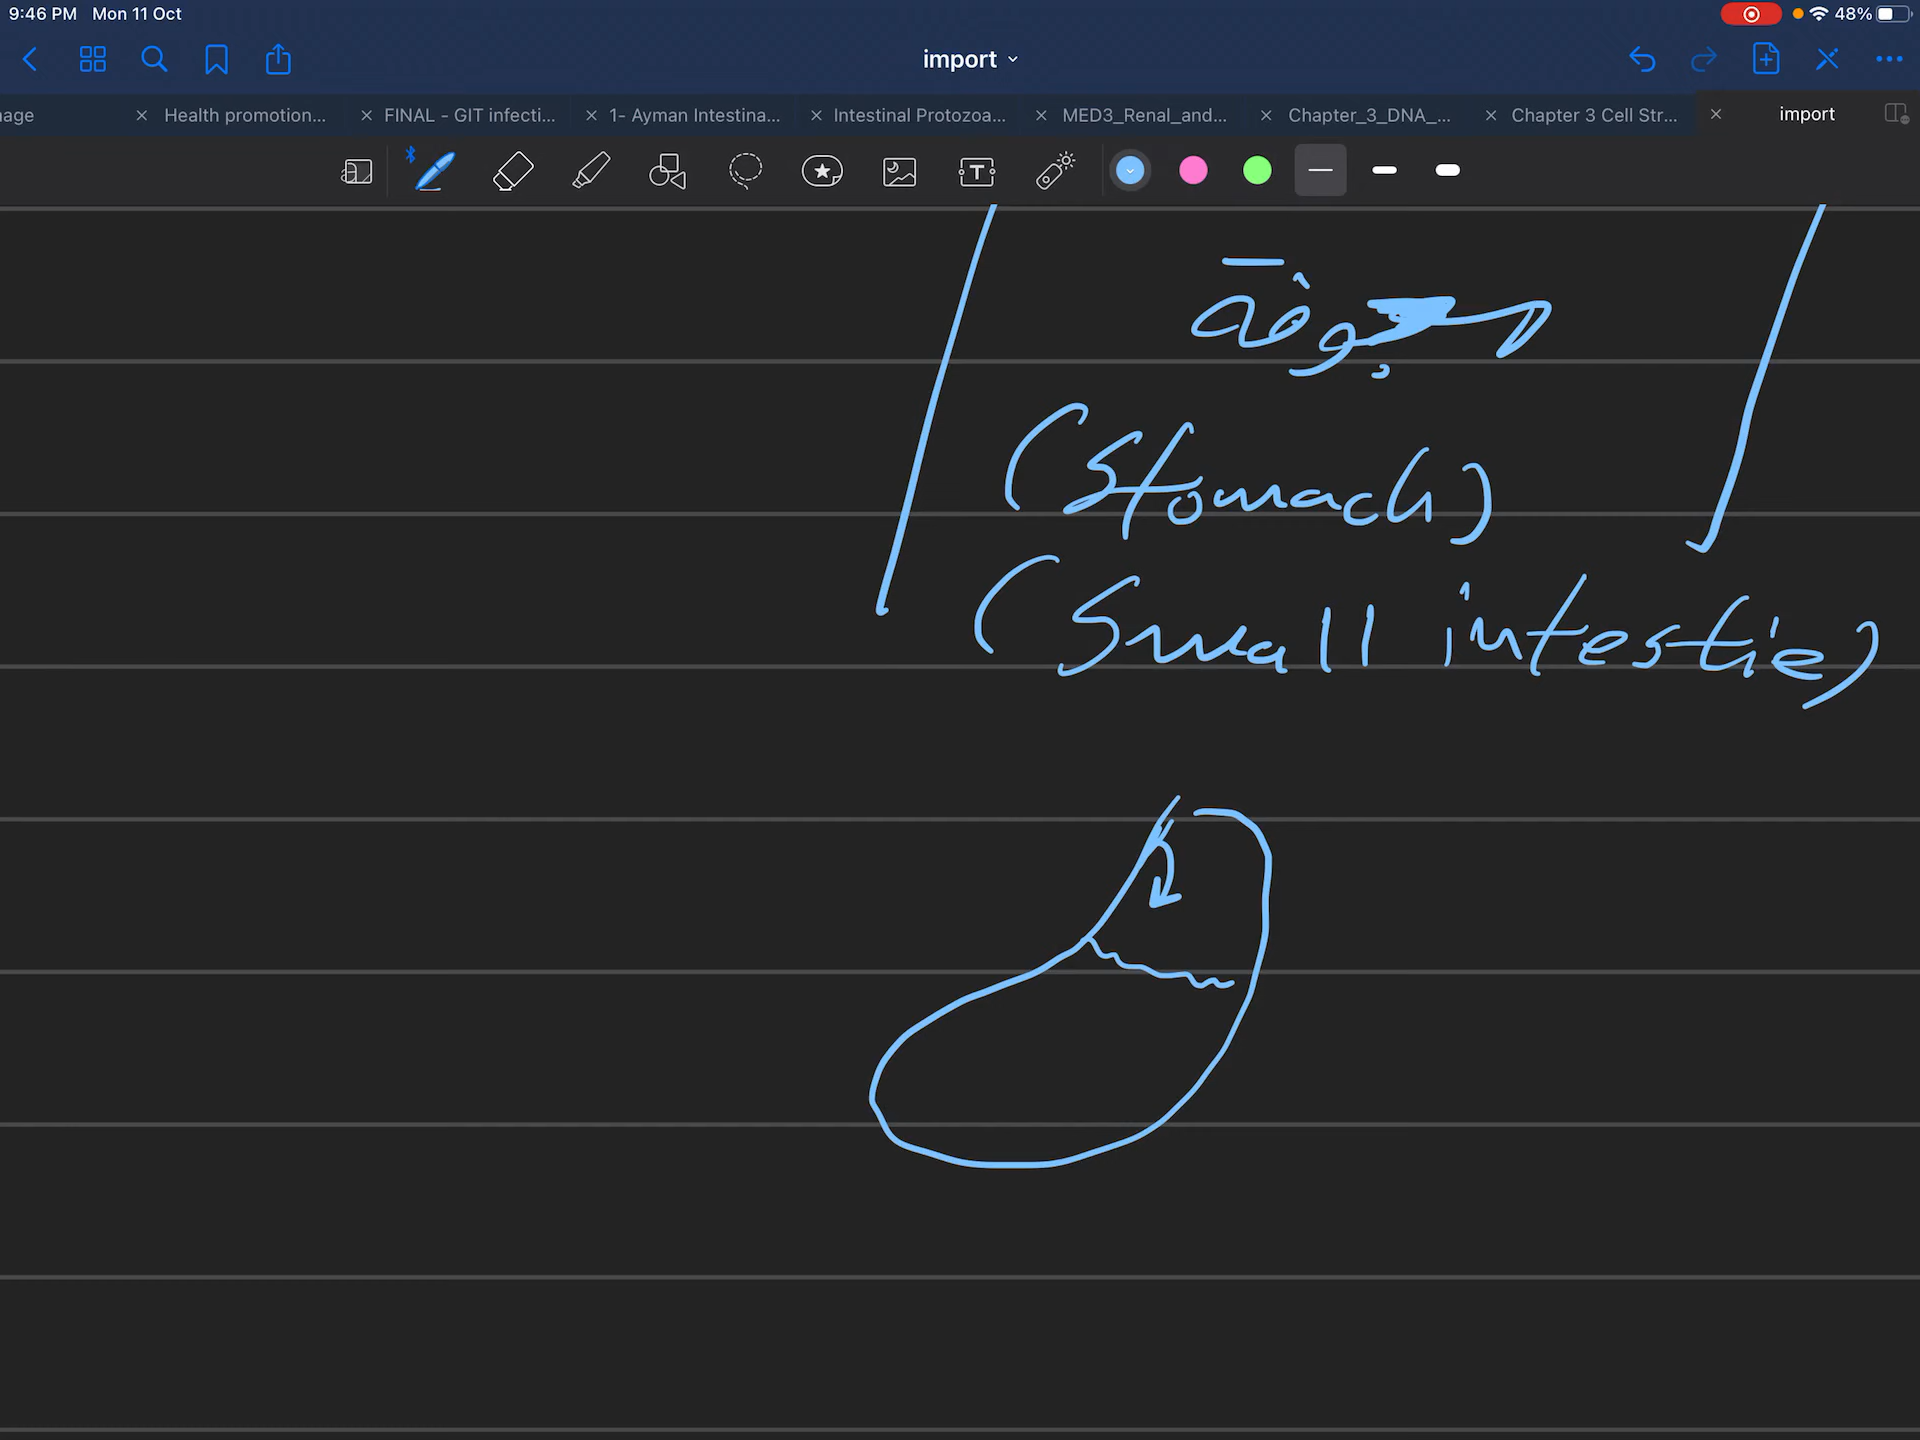 9:46 PM Mon 11 Oct 48%
import
age Health promotion... FINAL - GIT infecti... 1- Ayman Intestina... Intestinal Protozoa... MED3_Renal_and... Chapter_3_DNA_... Chapter 3 Cell Str... import
(Stomach)
(Small intestie)